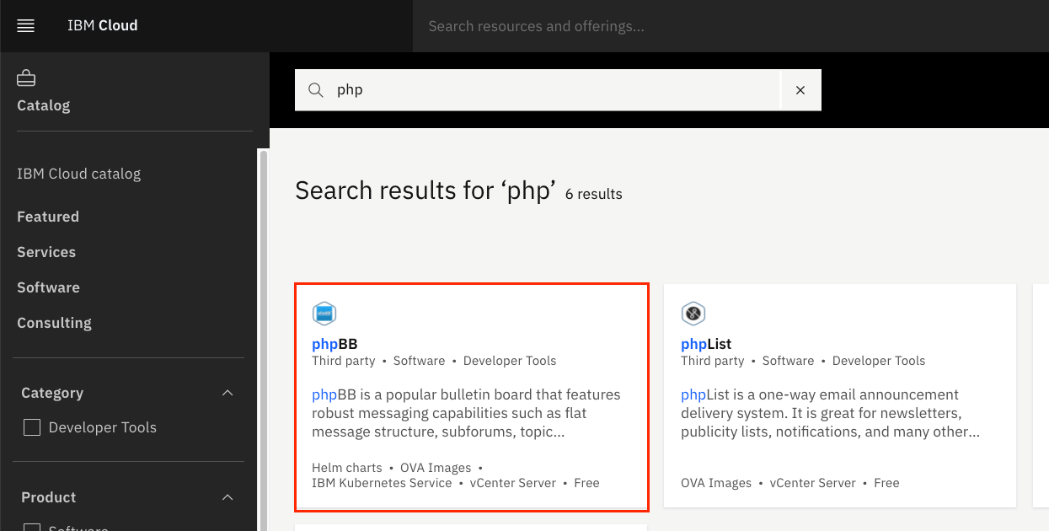 IBM Cloud
Search resources and offerings...
Catalog
php
IBM Cloud catalog
Featured
Services
Software
Consulting
Category
Developer Tools
Product
Software
Search results for ‘php’ 6 results
phpBB
Third party • Software • Developer Tools
phpBB is a popular bulletin board that features
robust messaging capabilities such as flat
message structure, subforums, topic...
Helm charts • OVA Images •
IBM Kubernetes Service • vCenter Server • Free
phpList
Third party • Software • Developer Tools
phpList is a one-way email announcement
delivery system. It is great for newsletters,
publicity lists, notifications, and many other...
OVA Images • vCenter Server • Free